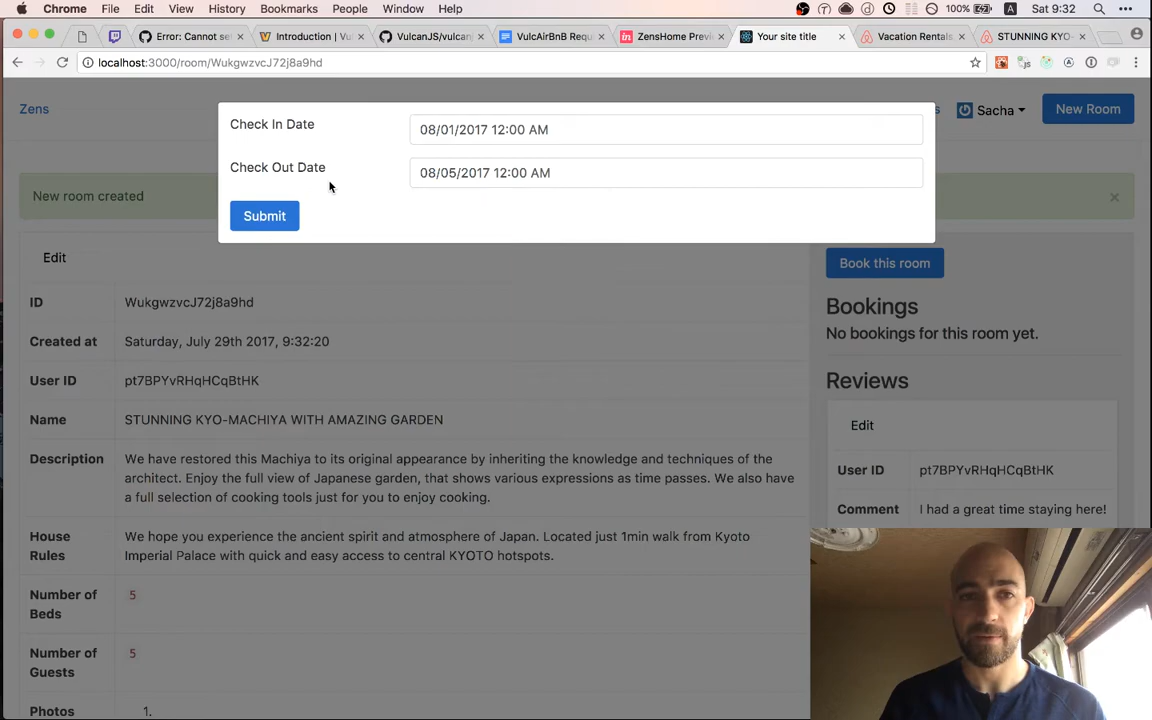 Chrome File Edit View History Bookmarks People Window Help 100% A Sat 9:32
Error: Cannot set Introduction | Vu VulcanJS/vulcan VulcAirBnB Requ ZensHome Previ Your site title Vacation Rentals, STUNNING KYO-
localhost:3000/room/WukgwzvcJ72j8a9hd
Zens s Sacha New Room
Check In Date 08/01/2017 12:00 AM
Check Out Date 08/05/2017 12:00 AM
New room created
Submit
Edit Book this room
ID WukgwzvcJ72j8a9hd Bookings
No bookings for this room yet.
Created at Saturday, July 29th 2017, 9:32:20
User ID pt7BPYvRHqHCqBtHK Reviews
Name STUNNING KYO-MACHIYA WITH AMAZING GARDEN Edit
Description We have restored this Machiya to its original appearance by inheriting the knowledge and techniques of the
architect. Enjoy the full view of Japanese garden, that shows various expressions as time passes. We also have
a full selection of cooking tools just for you to enjoy cooking.
User ID pt7BPYvRHqHCqBtHK
Comment I had a great time staying here!
House We hope you experience the ancient spirit and atmosphere of Japan. Located just 1min walk from Kyoto
Rules Imperial Palace with quick and easy access to central KYOTO hotspots.
Number of 5
Beds
Number of 5
Guests
Photos 1.